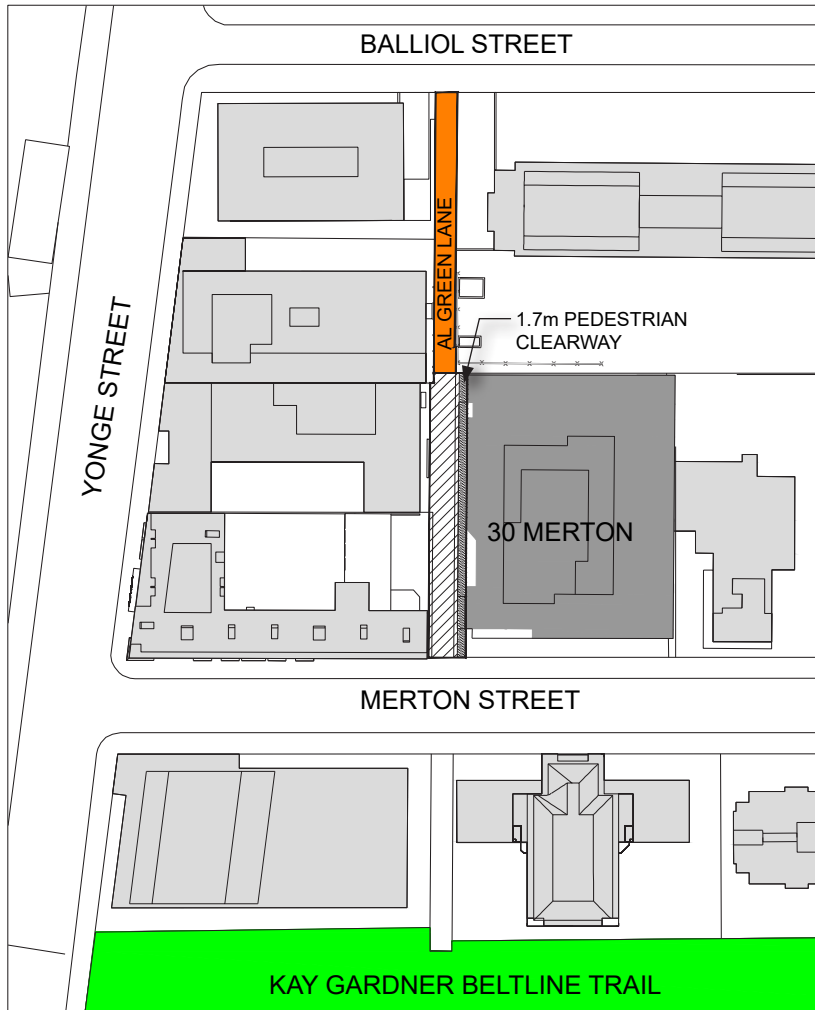 BALLIOL STREET
AL GREEN LANE
1.7m PEDESTRIAN
CLEARWAY
YONGE STREET
30 MERTON
MERTON STREET
KAY GARDNER BELTLINE TRAIL